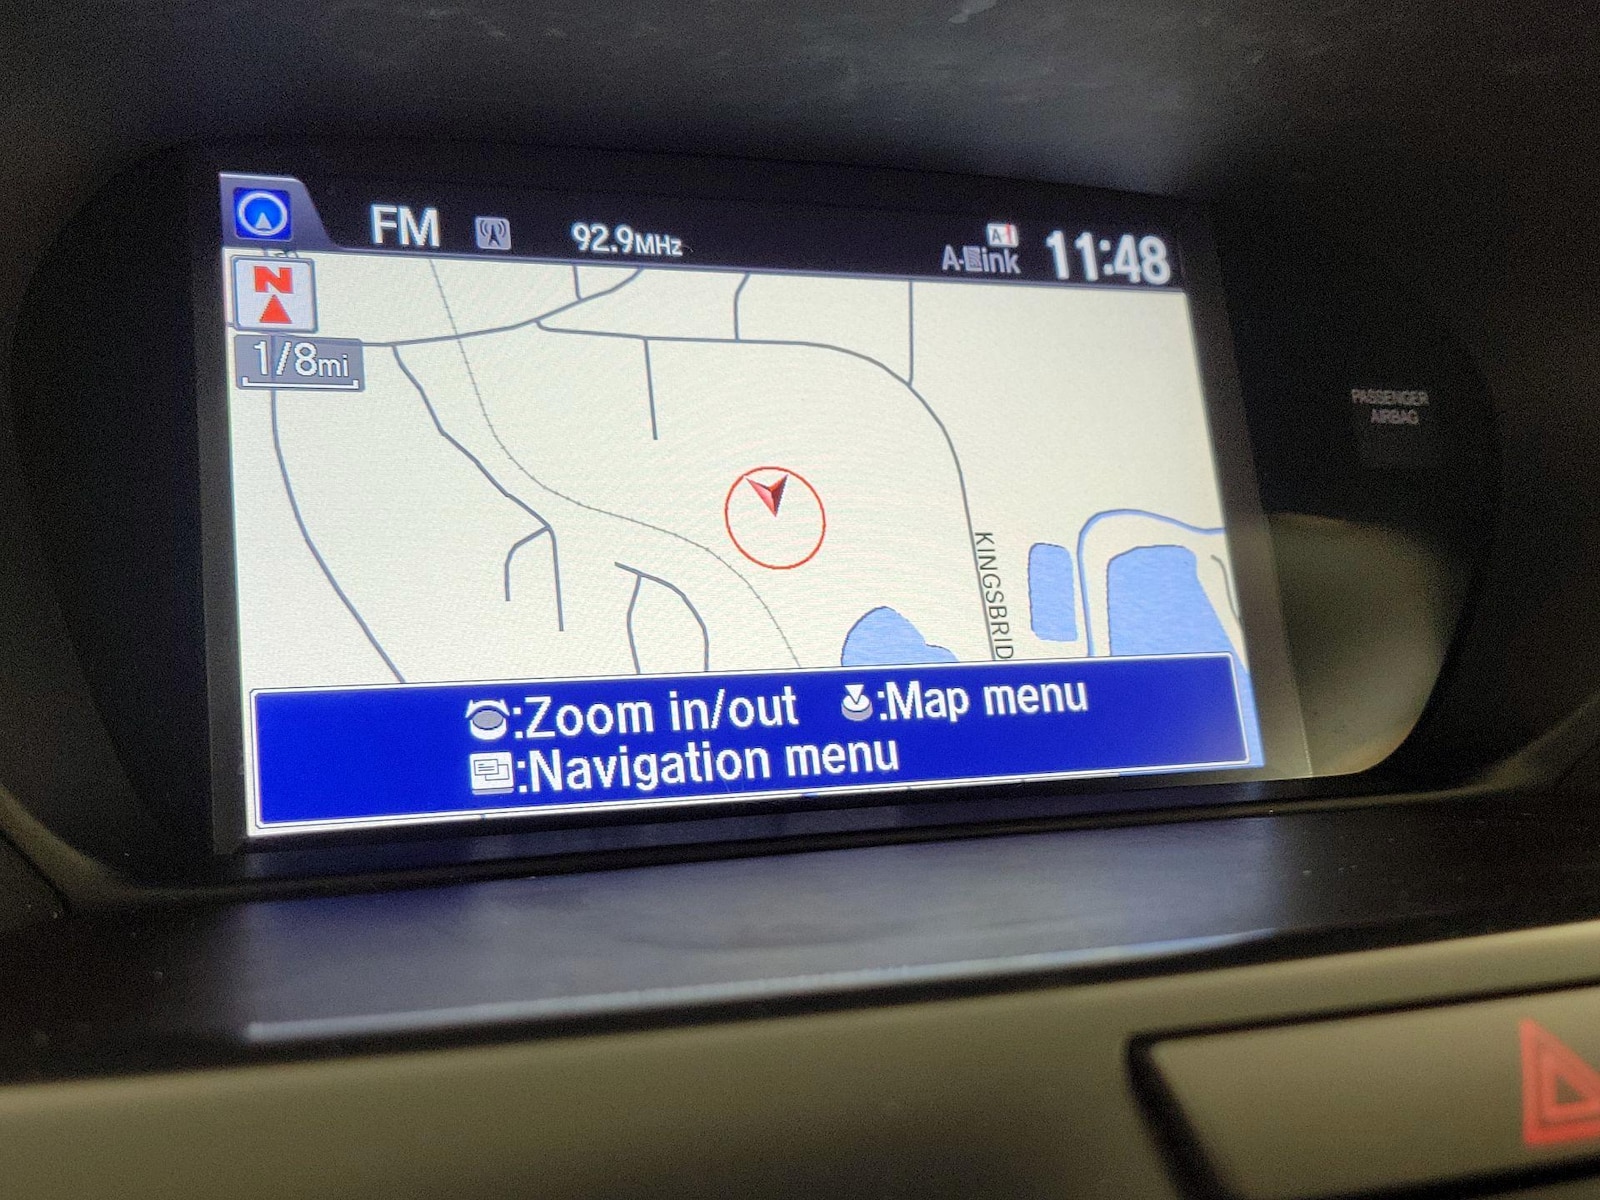 FM 92.9MHz A-Link 11:48
N
1/8mi
KINGSBRID
:Zoom in/out :Map menu
:Navigation menu
PASSENGER
AIRBAG